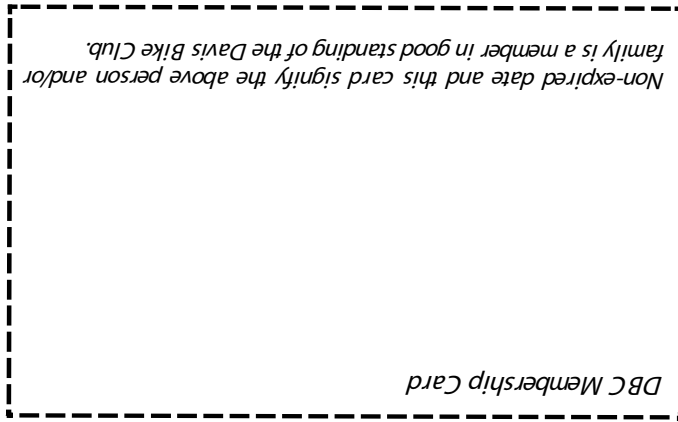 DBC Membership Card
Non-expired date and this card signify the above person and/or
family is a member in good standing of the Davis Bike Club.